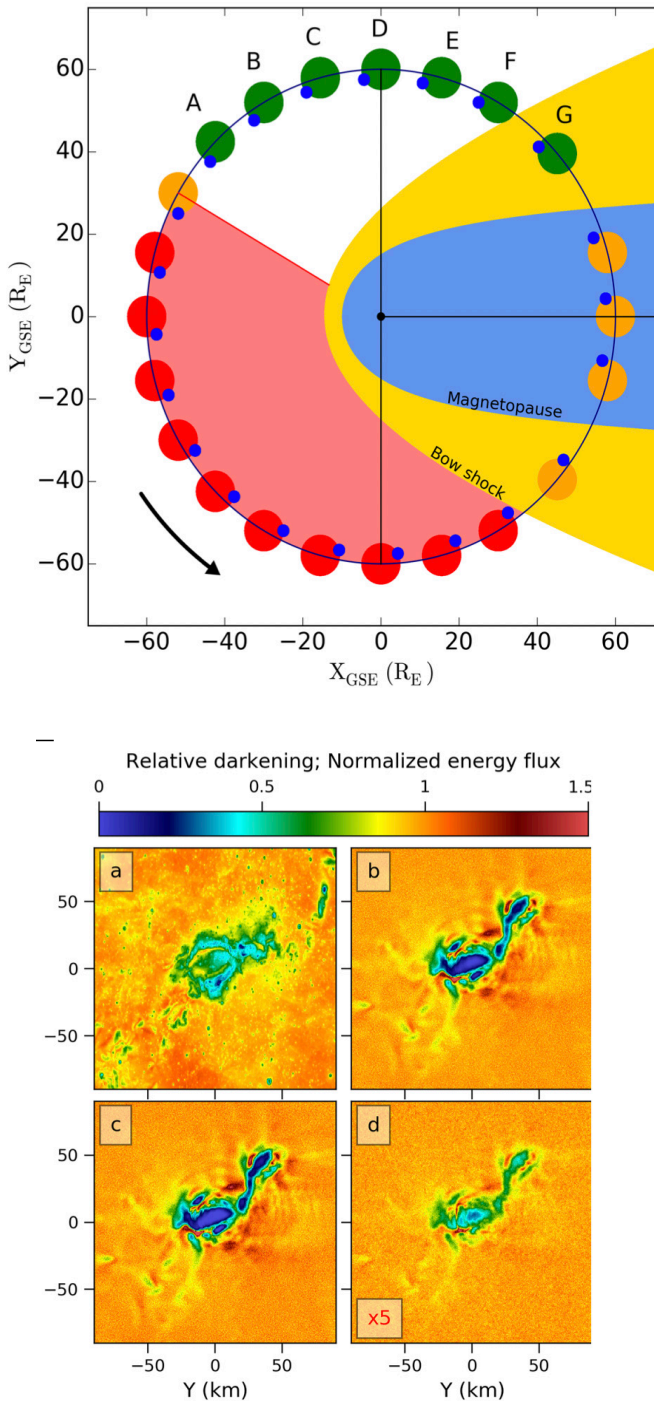 D
C
E
B
F
A
G
60
40
20
0
−20
−40
−60
Y_GSE (R_E)
Magnetopause
Bow shock
−60 −40 −20 0 20 40 60
X_GSE (R_E)
Relative darkening; Normalized energy flux
0 0.5 1 1.5
a b
50
0
−50
c d
50
0
−50
x5
−50 0 50 −50 0 50
Y (km) Y (km)